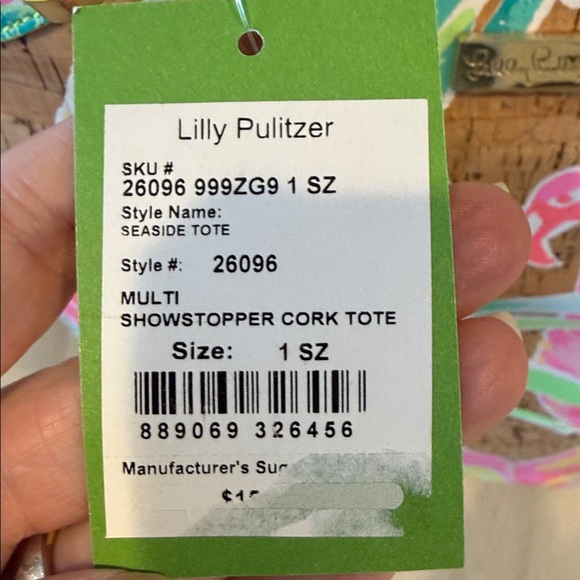 Lilly Pulitzer
SKU #
26096 999ZG9 1 SZ
Style Name:
SEASIDE TOTE
Style #: 26096
MULTI
SHOWSTOPPER CORK TOTE
Size: 1 SZ
889069 326456
Manufacturer's